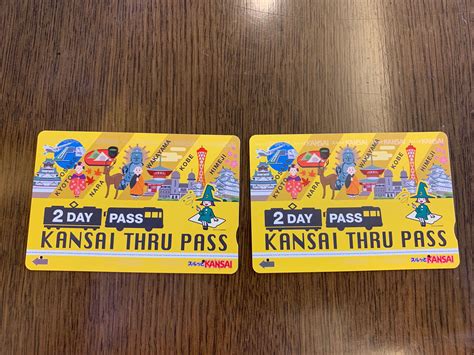 KYOTO
NARA
WAKAYAMA
KOBE
HIMEJI
2 DAY PASS
KANSAI THRU PASS
スルッとKANSAI
KYOTO
NARA
WAKAYAMA
KOBE
HIMEJI
2 DAY PASS
KANSAI THRU PASS
スルッとKANSAI